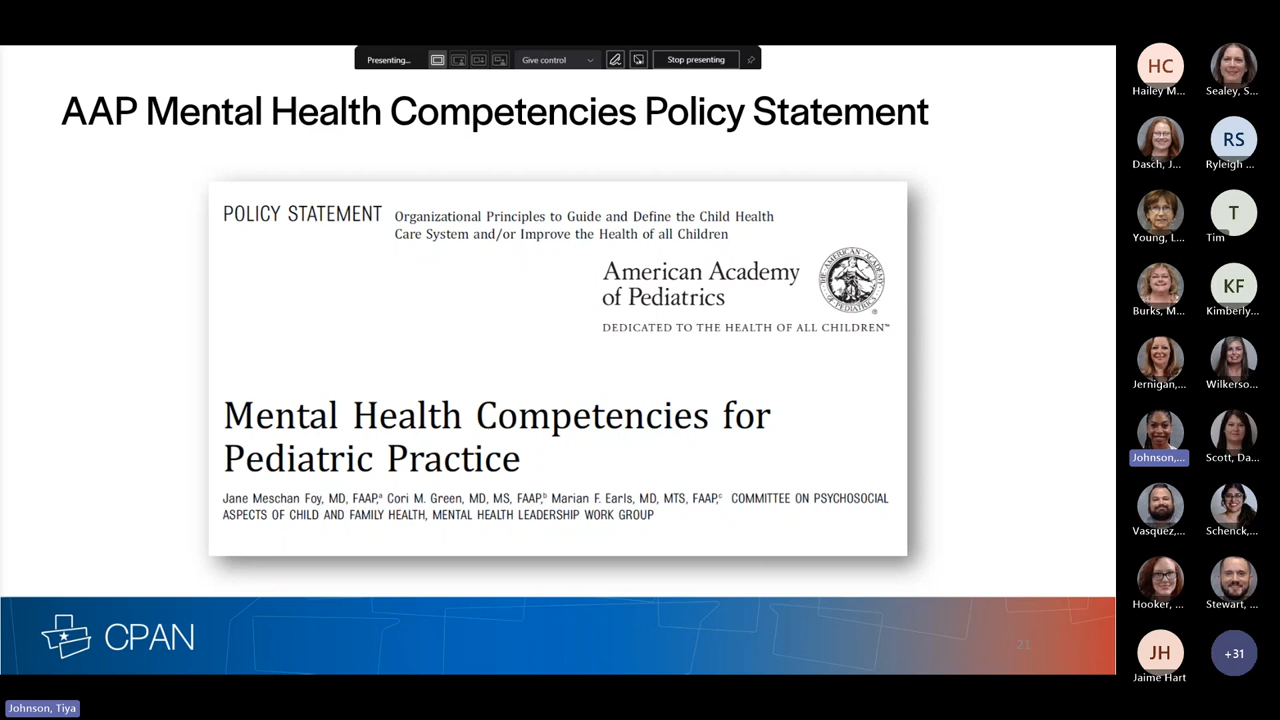 Presenting...
Give control
Stop presenting
AAP Mental Health Competencies Policy Statement
POLICY STATEMENT
Organizational Principles to Guide and Define the Child Health
Care System and/or Improve the Health of all Children
American Academy
of Pediatrics
DEDICATED TO THE HEALTH OF ALL CHILDREN™
Mental Health Competencies for
Pediatric Practice
Jane Meschan Foy, MD, FAAP,a Cori M. Green, MD, MS, FAAP,b Marian F. Earls, MD, MTS, FAAP,c COMMITTEE ON PSYCHOSOCIAL
ASPECTS OF CHILD AND FAMILY HEALTH, MENTAL HEALTH LEADERSHIP WORK GROUP
CPAN
21
HC
Hailey M...
Sealey, S...
Dasch, J...
RS
Ryleigh ...
Young, L...
T
Tim
Burks, M...
KF
Kimberly...
Jernigan,...
Wilkerso...
Johnson,...
Scott, Da...
Vasquez,...
Schenck,...
Hooker, ...
Stewart, ...
JH
Jaime Hart
+31
Johnson, Tiya